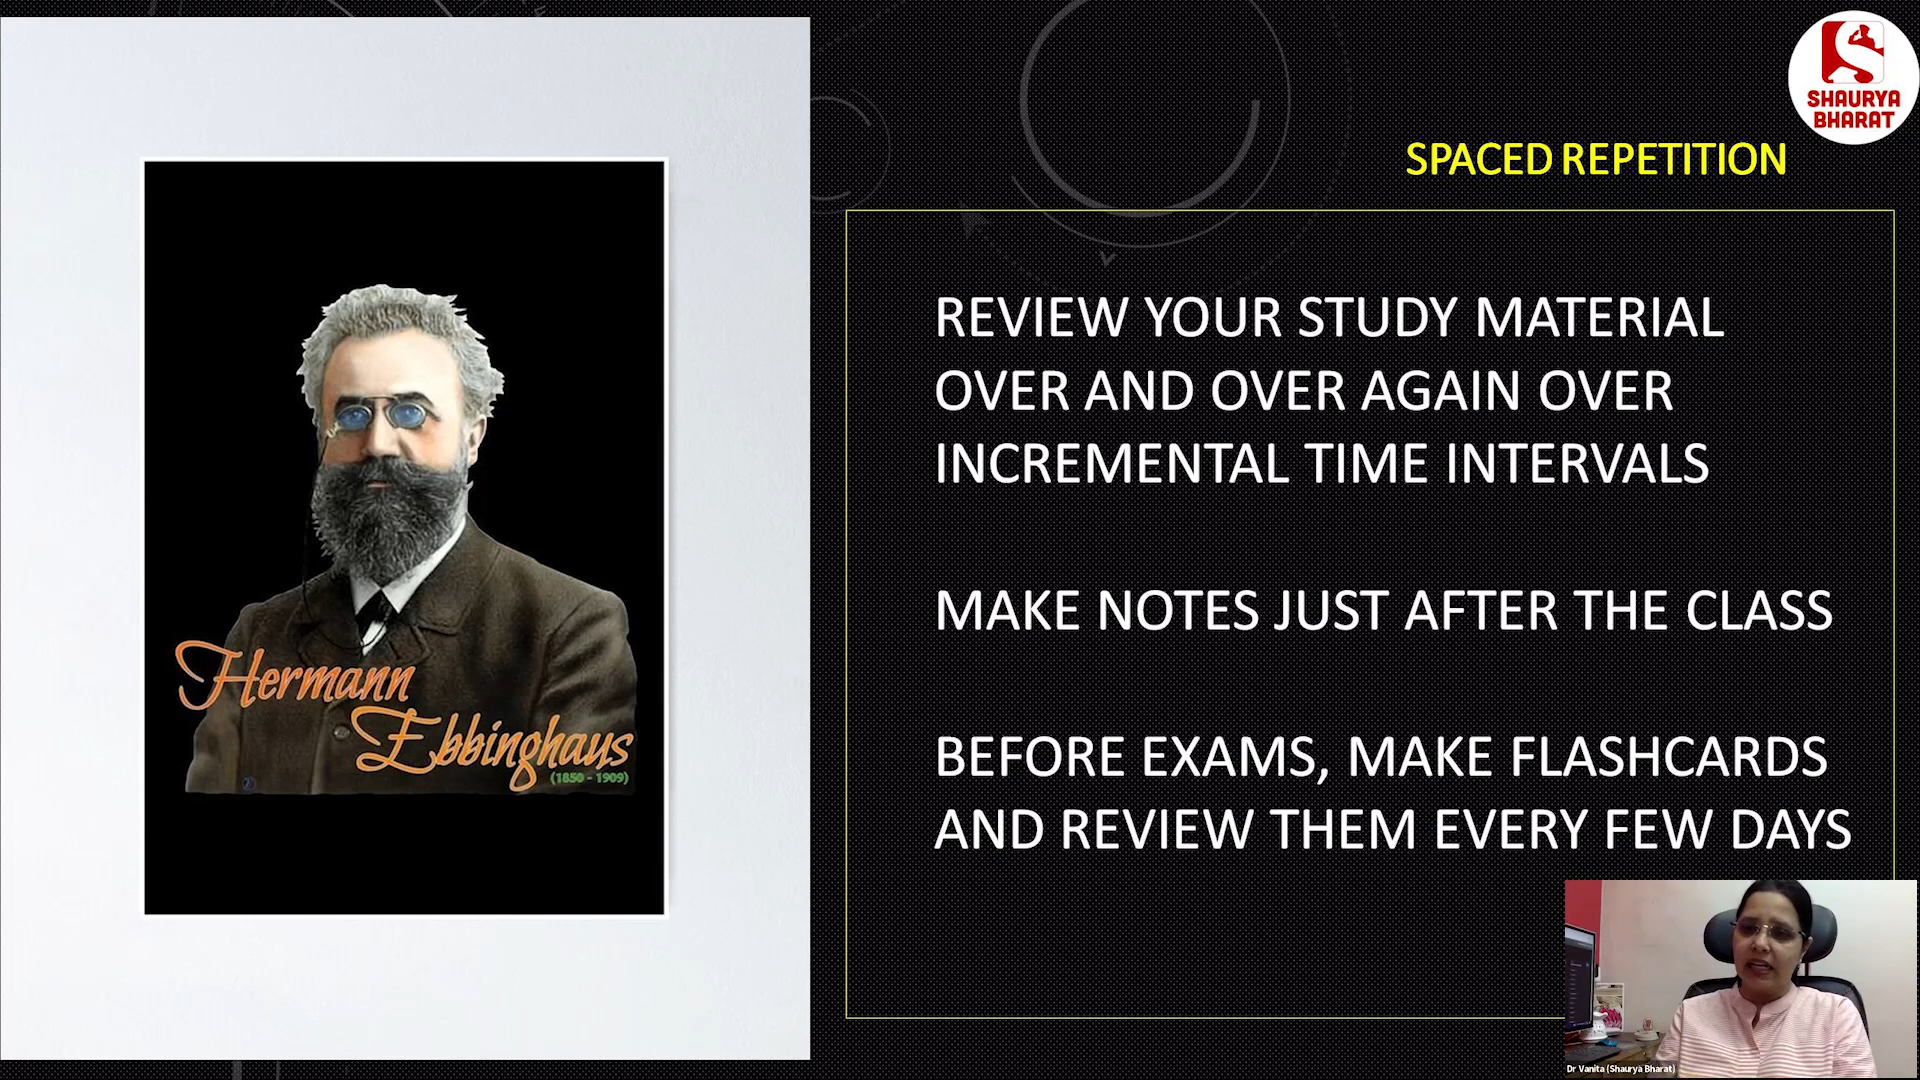 SHAURYA
BHARAT
SPACED REPETITION
REVIEW YOUR STUDY MATERIAL
OVER AND OVER AGAIN OVER
INCREMENTAL TIME INTERVALS
MAKE NOTES JUST AFTER THE CLASS
BEFORE EXAMS, MAKE FLASHCARDS
AND REVIEW THEM EVERY FEW DAYS
Hermann
Ebbinghaus
(1850 - 1909)
Dr Vanita (Shaurya Bharat)